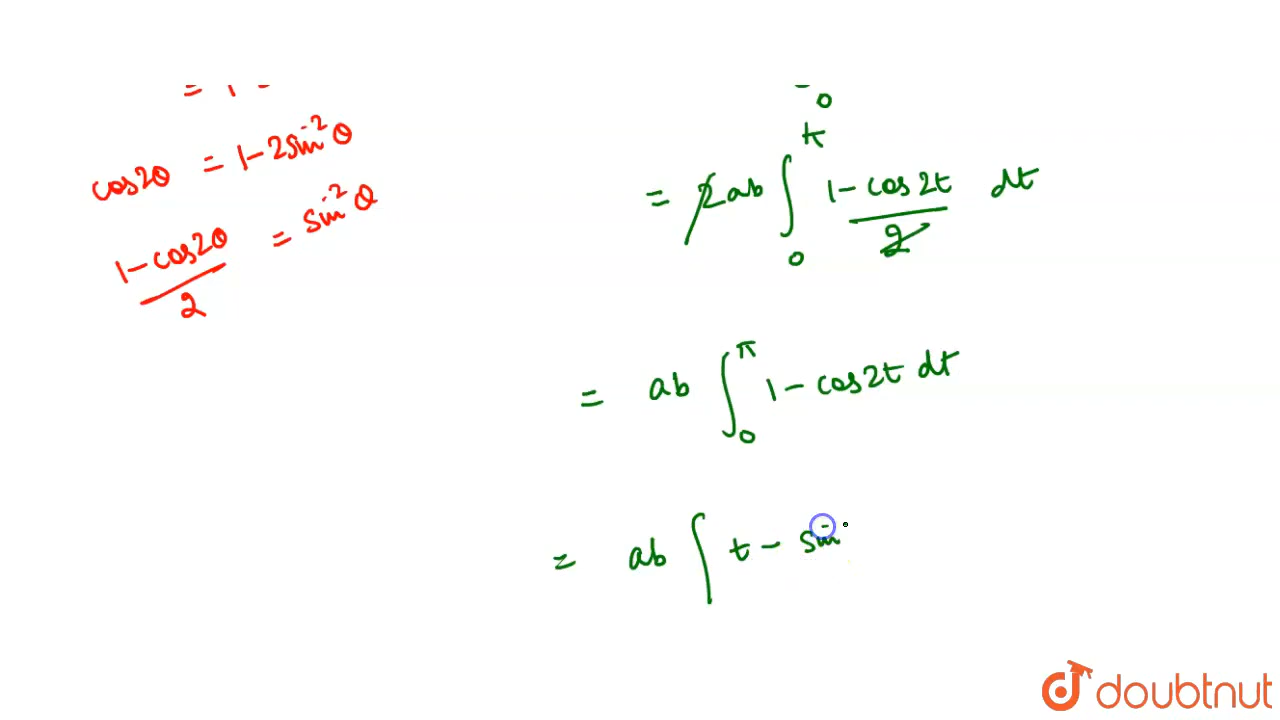 cos2θ = 1-2sin²θ
1-cos2θ/2 = sin²θ
0
= 2ab ∫₀^π 1-cos2t/2 dt
= ab ∫₀^π 1-cos2t dt
= ab [t - sin
doubtnut